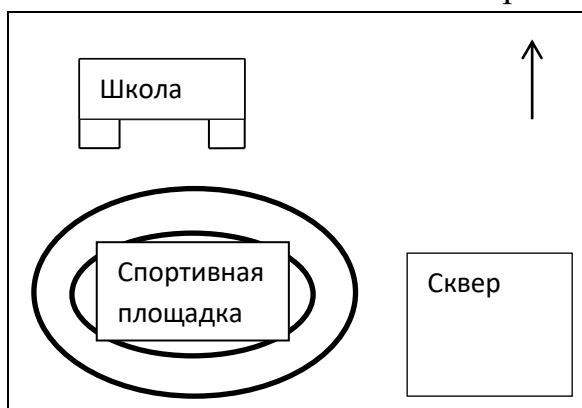 Школа
Спортивная
площадка
Сквер